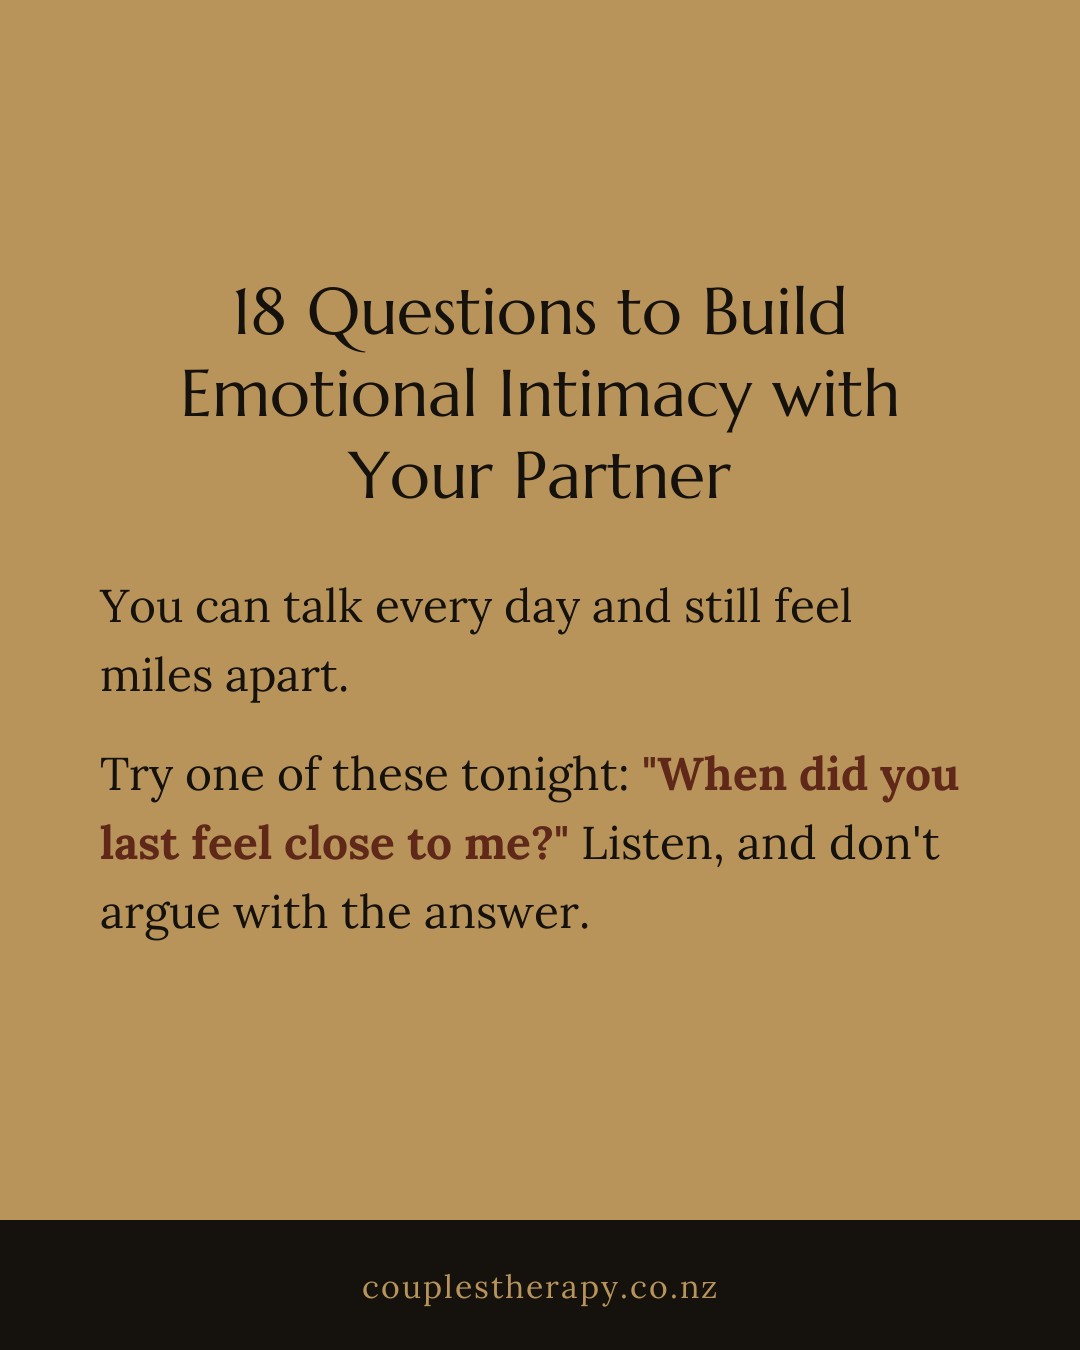 18 Questions to Build
Emotional Intimacy with
Your Partner
You can talk every day and still feel
miles apart.
Try one of these tonight: "When did you
last feel close to me?" Listen, and don't
argue with the answer.
couplestherapy.co.nz